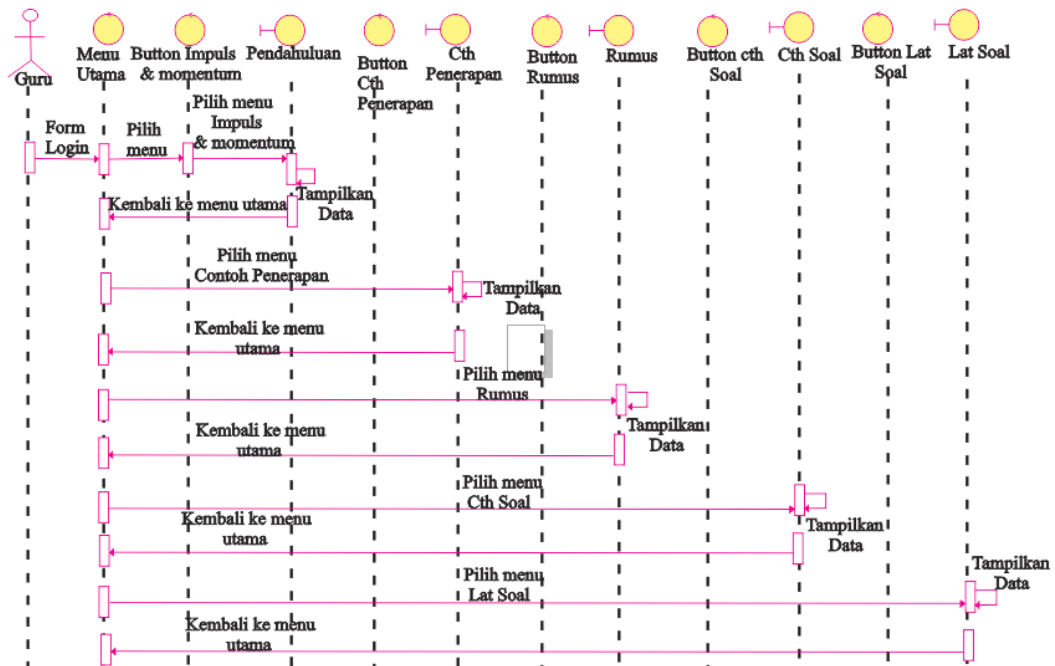 Guru
Menu
Utama
Button Impuls
& momentum
Pendahuluan
Button
Cth
Penerapan
Cth
Penerapan
Button
Rumus
Rumus
Button cth
Soal
Cth Soal
Button Lat
Soal
Lat Soal
Form
Login
Pilih
menu
Pilih menu
Impuls
& momentum
Tampilkan
Data
Kembali ke menu utama
Pilih menu
Contoh Penerapan
Tampilkan
Data
Kembali ke menu
utama
Pilih menu
Rumus
Tampilkan
Data
Kembali ke menu
utama
Pilih menu
Cth Soal
Tampilkan
Data
Kembali ke menu
utama
Tampilkan
Data
Pilih menu
Lat Soal
Kembali ke menu
utama